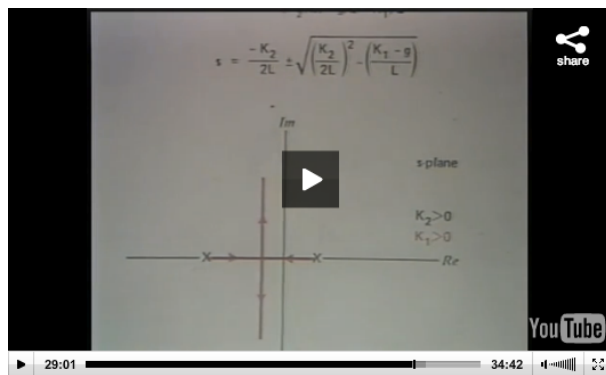 share
s = -K₂/2L ± √((K₂/2L)² - (K₁ - g/L))
Im
s-plane
K₂>0
K₁>0
X X Re
YouTube
29:01 34:42